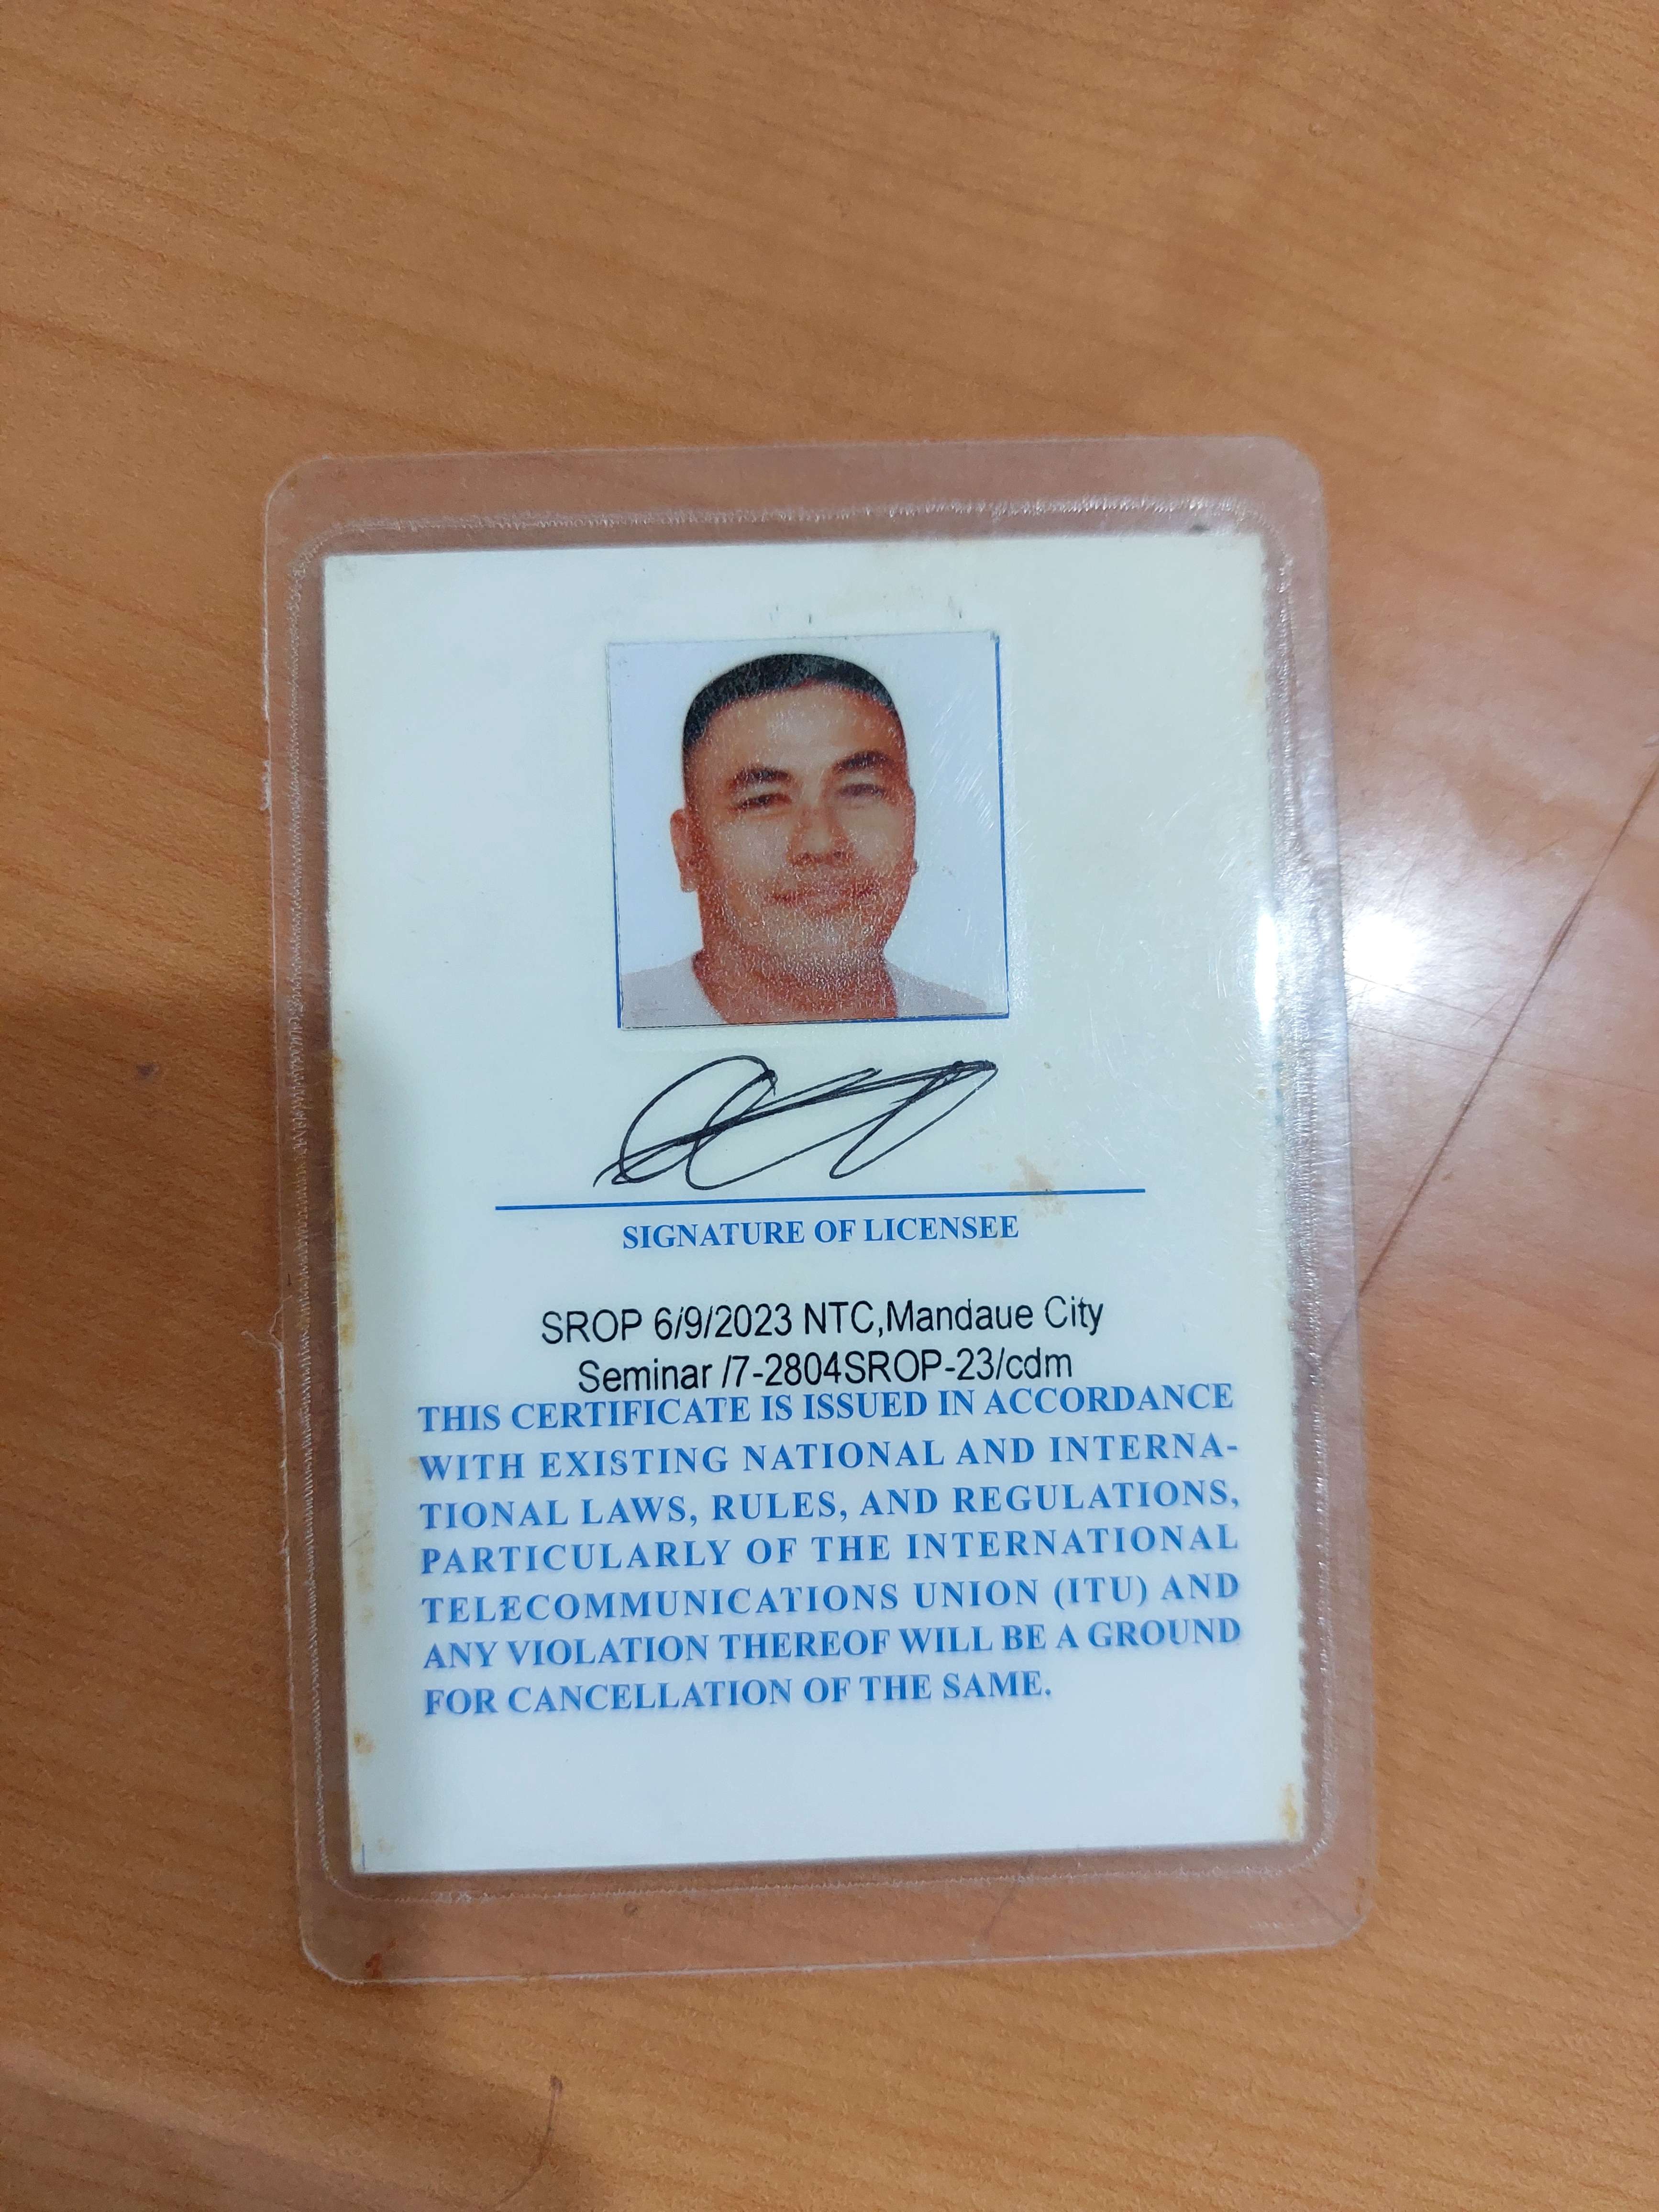 SIGNATURE OF LICENSEE
SROP 6/9/2023 NTC,Mandaue City
Seminar /7-2804SROP-23/cdm
THIS CERTIFICATE IS ISSUED IN ACCORDANCE
WITH EXISTING NATIONAL AND INTERNA-
TIONAL LAWS, RULES, AND REGULATIONS,
PARTICULARLY OF THE INTERNATIONAL
TELECOMMUNICATIONS UNION (ITU) AND
ANY VIOLATION THEREOF WILL BE A GROUND
FOR CANCELLATION OF THE SAME.